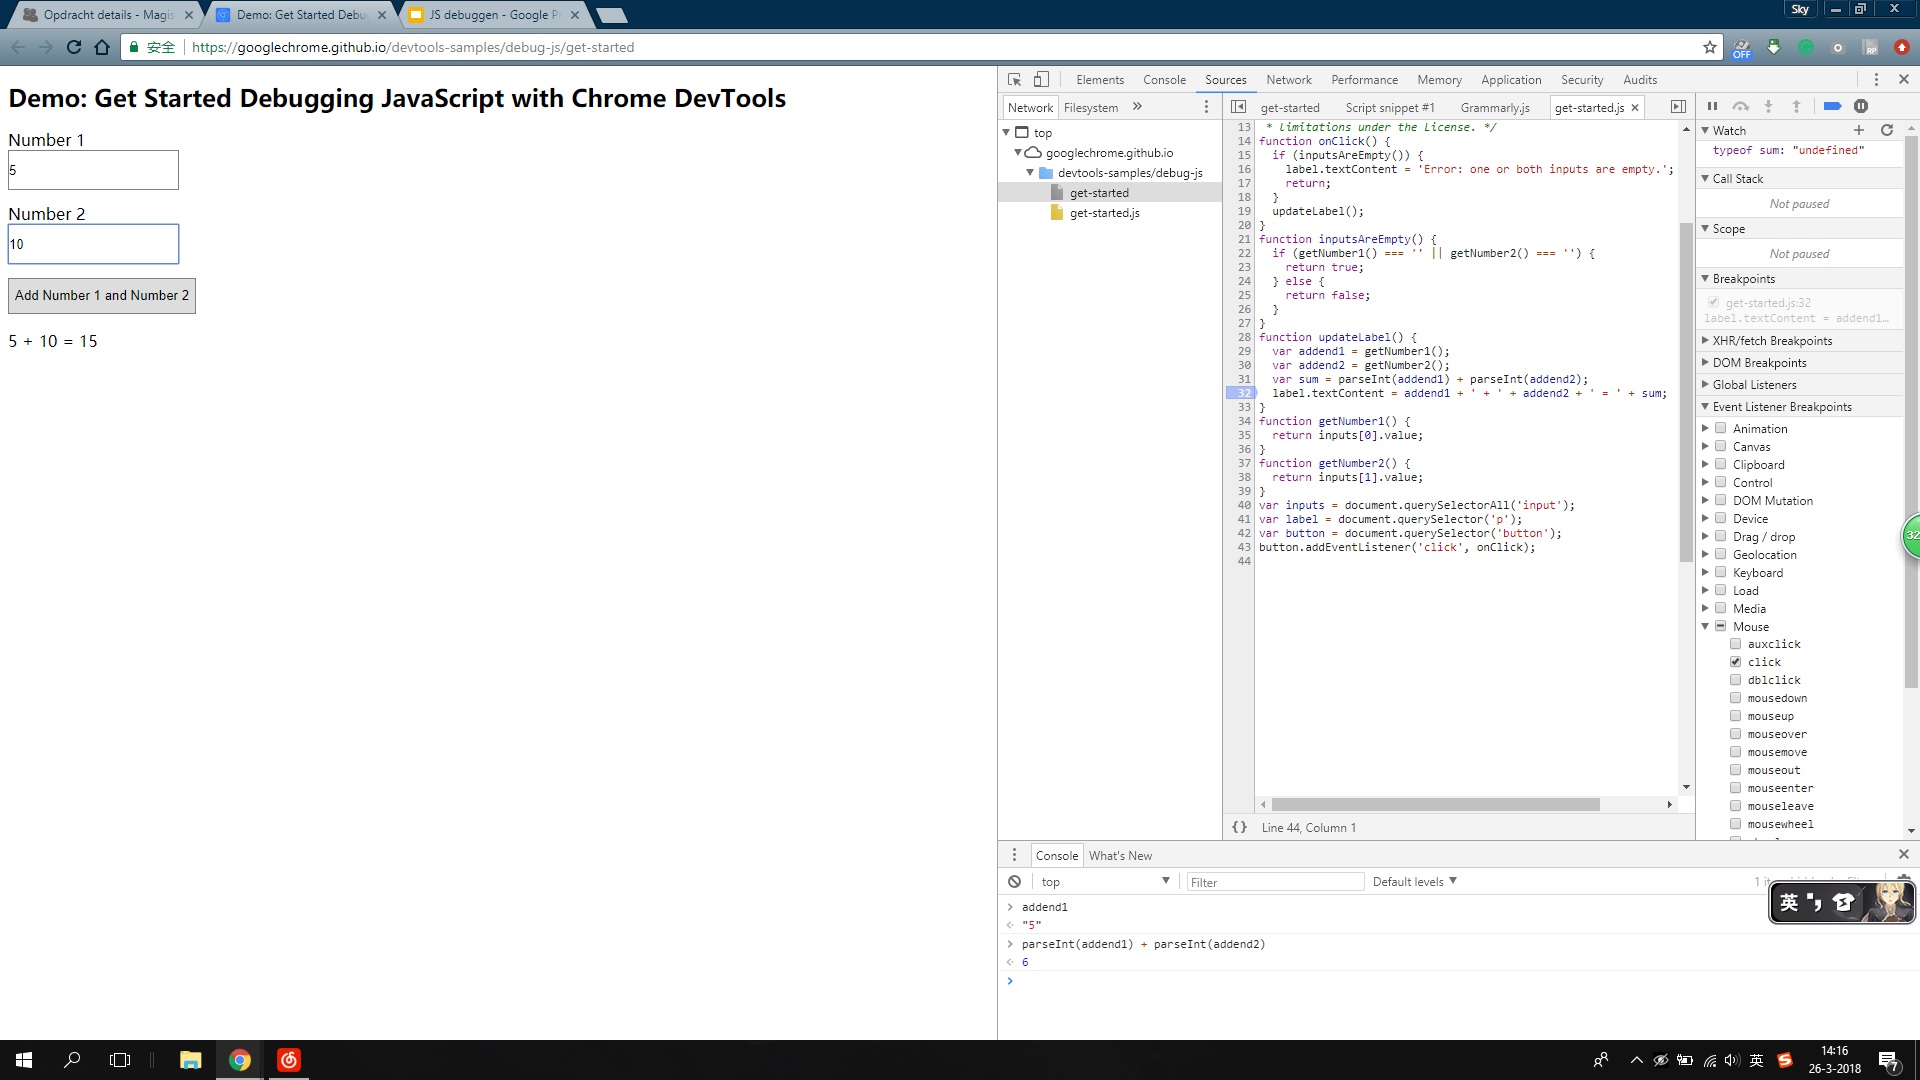 Opdracht details - Magis
Demo: Get Started Debu
JS debuggen - Google P
Sky
安全
https://googlechrome.github.io/devtools-samples/debug-js/get-started
OFF
RP
Demo: Get Started Debugging JavaScript with Chrome DevTools
Number 1
5
Number 2
10
Add Number 1 and Number 2
5 + 10 = 15
Elements Console Sources Network Performance Memory Application Security Audits
Network Filesystem »
top
googlechrome.github.io
devtools-samples/debug-js
get-started
get-started.js
get-started Script snippet #1 Grammarly.js get-started.js
13 * limitations under the License. */
14 function onClick() {
15 if (inputsAreEmpty()) {
16 label.textContent = 'Error: one or both inputs are empty.';
17 return;
18 }
19 updateLabel();
20 }
21 function inputsAreEmpty() {
22 if (getNumber1() === '' || getNumber2() === '') {
23 return true;
24 } else {
25 return false;
26 }
27 }
28 function updateLabel() {
29 var addend1 = getNumber1();
30 var addend2 = getNumber2();
31 var sum = parseInt(addend1) + parseInt(addend2);
32 label.textContent = addend1 + ' + ' + addend2 + ' = ' + sum;
33 }
34 function getNumber1() {
35 return inputs[0].value;
36 }
37 function getNumber2() {
38 return inputs[1].value;
39 }
40 var inputs = document.querySelectorAll('input');
41 var label = document.querySelector('p');
42 var button = document.querySelector('button');
43 button.addEventListener('click', onClick);
44
{} Line 44, Column 1
Watch
typeof sum: "undefined"
Call Stack
Not paused
Scope
Not paused
Breakpoints
get-started.js:32
label.textContent = addend1…
XHR/fetch Breakpoints
DOM Breakpoints
Global Listeners
Event Listener Breakpoints
Animation
Canvas
Clipboard
Control
DOM Mutation
Device
Drag / drop
Geolocation
Keyboard
Load
Media
Mouse
auxclick
click
dblclick
mousedown
mouseup
mouseover
mousemove
mouseout
mouseenter
mouseleave
mousewheel
32
Console What's New
top Filter Default levels
> addend1
"5"
> parseInt(addend1) + parseInt(addend2)
6
>
英
英
14:16
26-3-2018
7